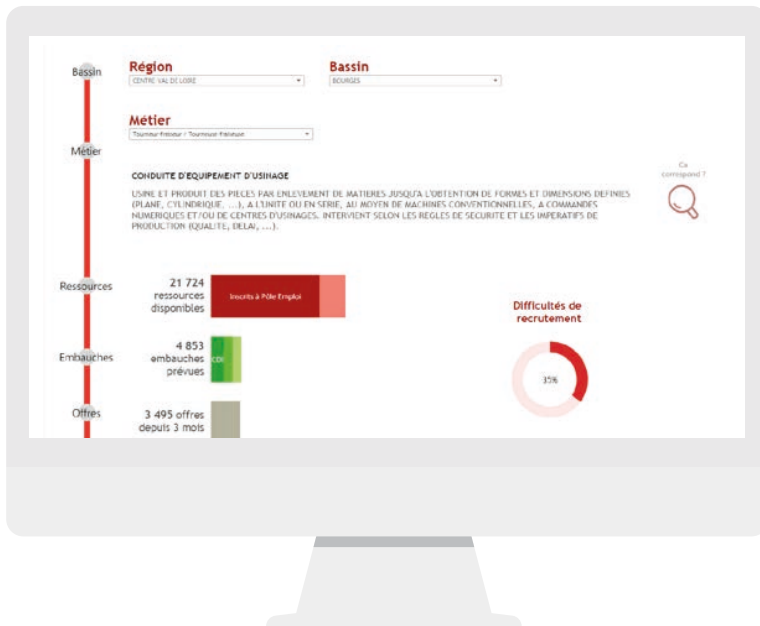 Bassin
Région
Bassin
CENTRE VAL DE LOIRE
BOURGES
Métier
Tourneur-fraiseur / Tourneuse-fraiseuse
Métier
CONDUITE D'EQUIPEMENT D'USINAGE
Ca
correspond ?
USINE ET PRODUIT DES PIECES PAR ENLEVEMENT DE MATIERES JUSQU'A L'OBTENTION DE FORMES ET DIMENSIONS DEFINIES
(PLANE, CYLINDRIQUE, ...), A L'UNITE OU EN SERIE, AU MOYEN DE MACHINES CONVENTIONNELLES, A COMMANDES
NUMERIQUES ET/OU DE CENTRES D'USINAGES. INTERVIENT SELON LES REGLES DE SECURITE ET LES IMPERATIFS DE
PRODUCTION (QUALITE, DELAI, ...).
Ressources
21 724
ressources
disponibles
Inscrits à Pôle Emploi
Difficultés de
recrutement
35%
Embauches
4 853
embauches
prévues
CDI
Offres
3 495 offres
depuis 3 mois